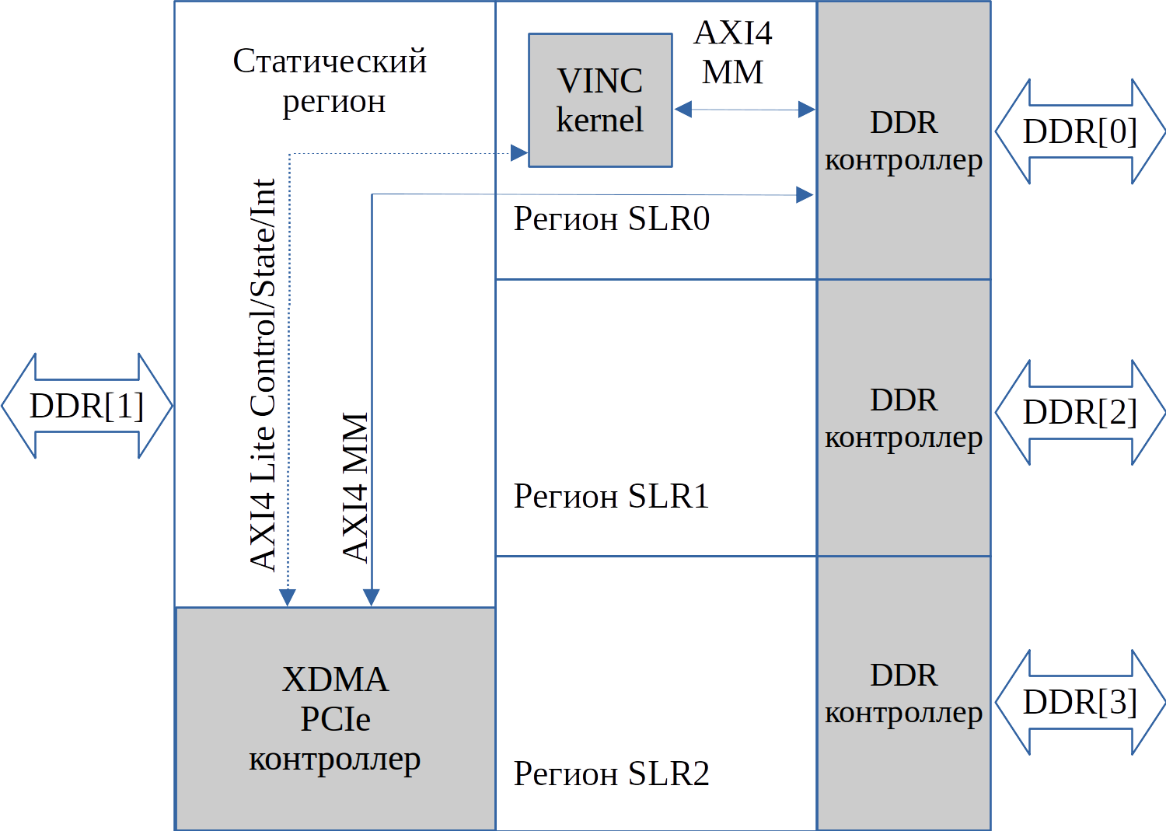 Статический
регион
VINC
kernel
AXI4
MM
DDR
контроллер
DDR[0]
Регион SLR0
AXI4 Lite Control/State/Int
AXI4 MM
DDR[1]
DDR
контроллер
DDR[2]
Регион SLR1
XDMA
PCIe
контроллер
DDR
контроллер
DDR[3]
Регион SLR2